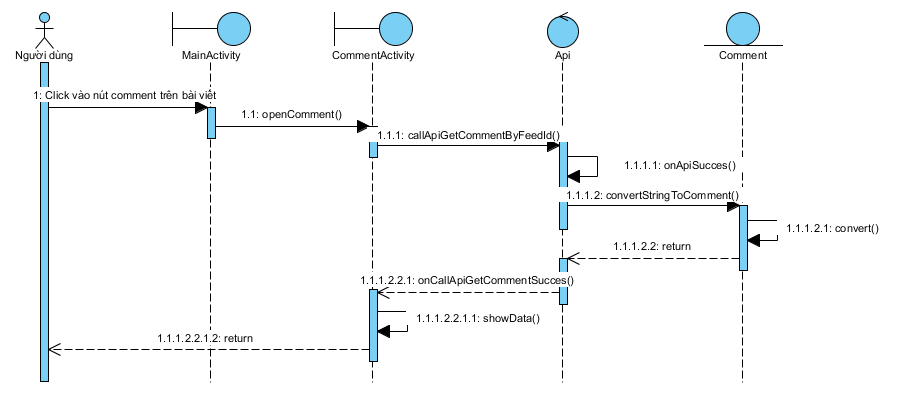 Người dùng
MainActivity
CommentActivity
Api
Comment
1: Click vào nút comment trên bài viết
1.1: openComment()
1.1.1: callApiGetCommentByFeedId()
1.1.1.1: onApiSucces()
1.1.1.2: convertStringToComment()
1.1.1.2.1: convert()
1.1.1.2.2: return
1.1.1.2.2.1: onCallApiGetCommentSucces()
1.1.1.2.2.1.1: showData()
1.1.1.2.2.1.2: return